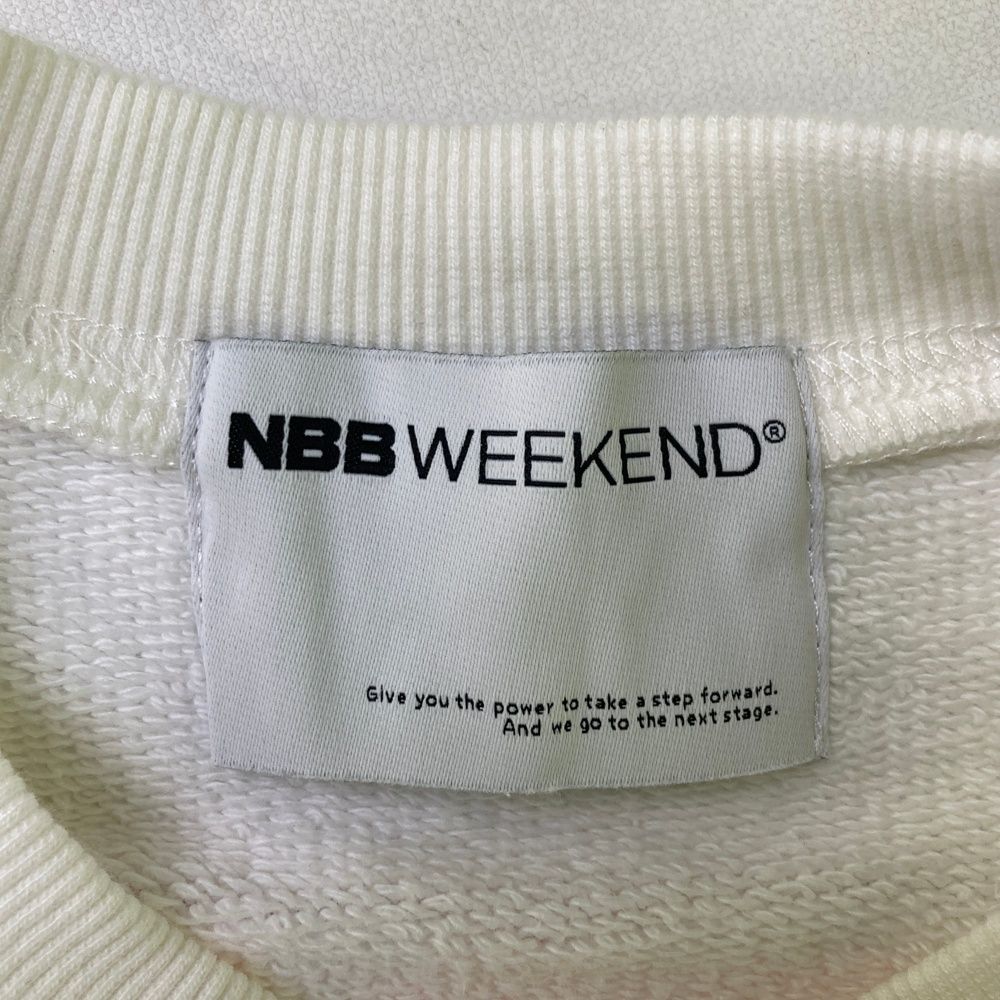 NBB WEEKEND®
Give you the power to take a step forward.
And we go to the next stage.